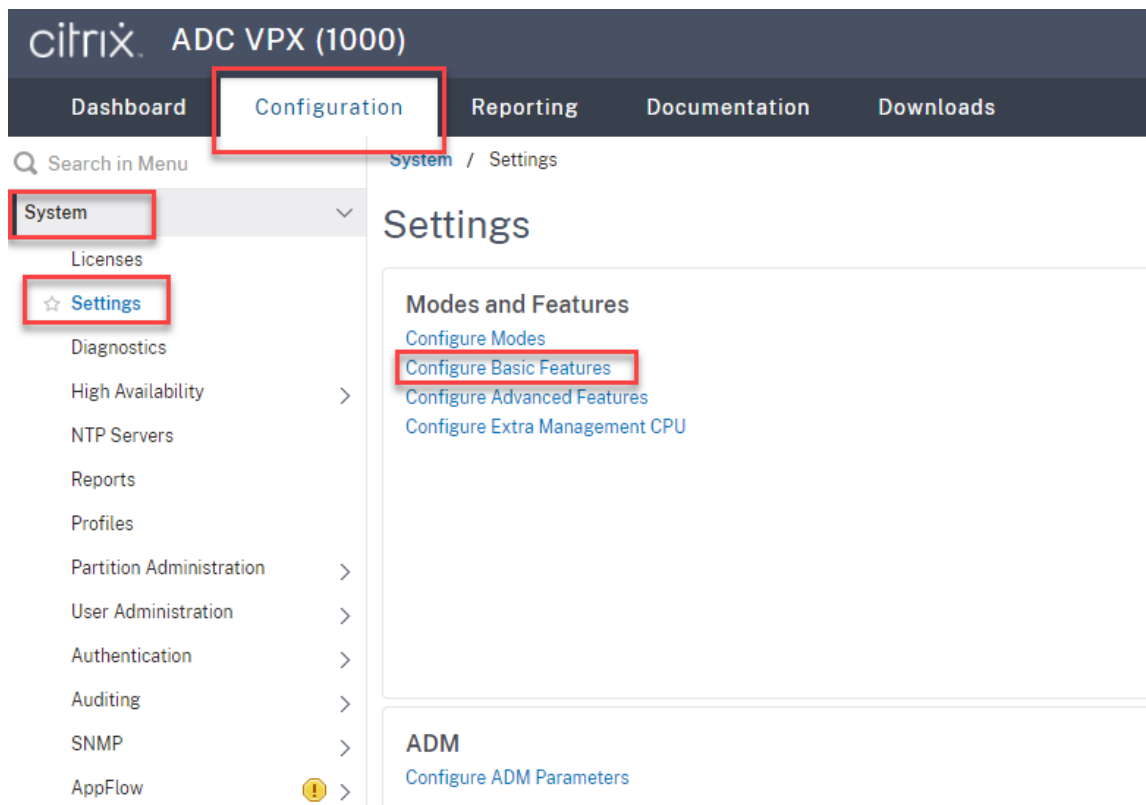 citrix. ADC VPX (1000)
Dashboard Configuration Reporting Documentation Downloads
Search in Menu
System / Settings
System
Settings
Licenses
Settings
Modes and Features
Configure Modes
Diagnostics
Configure Basic Features
High Availability
Configure Advanced Features
Configure Extra Management CPU
NTP Servers
Reports
Profiles
Partition Administration
User Administration
Authentication
Auditing
SNMP
ADM
Configure ADM Parameters
AppFlow